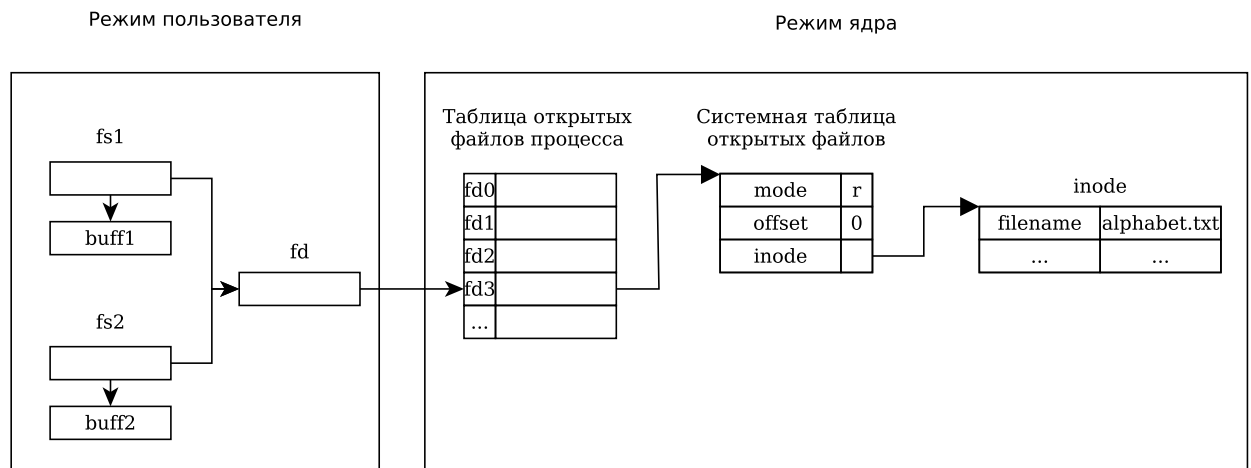 Режим пользователя
Режим ядра
fs1
buff1
fd
fs2
buff2
Таблица открытых
файлов процесса
fd0
fd1
fd2
fd3
...
Системная таблица
открытых файлов
mode r
offset 0
inode
inode
filename alphabet.txt
... ...